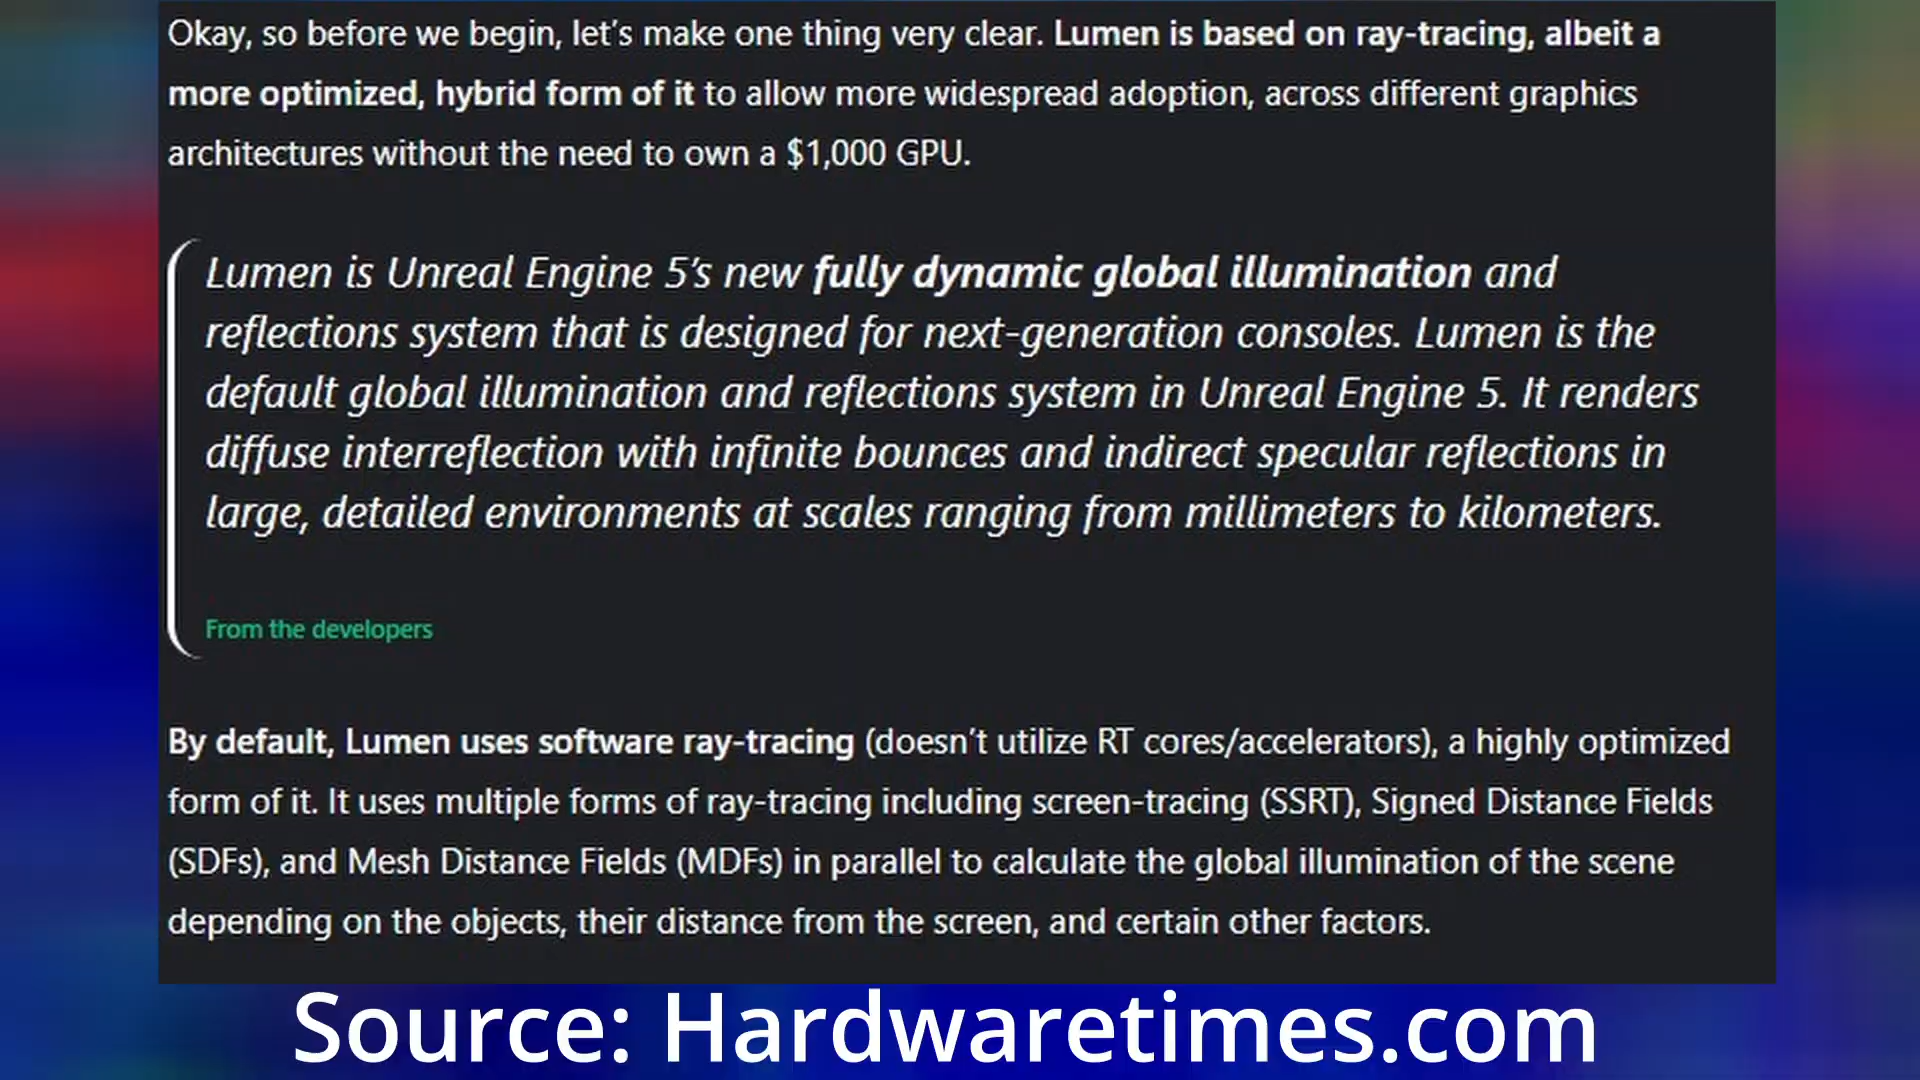 Okay, so before we begin, let’s make one thing very clear. Lumen is based on ray-tracing, albeit a
more optimized, hybrid form of it to allow more widespread adoption, across different graphics
architectures without the need to own a $1,000 GPU.
Lumen is Unreal Engine 5’s new fully dynamic global illumination and
reflections system that is designed for next-generation consoles. Lumen is the
default global illumination and reflections system in Unreal Engine 5. It renders
diffuse interreflection with infinite bounces and indirect specular reflections in
large, detailed environments at scales ranging from millimeters to kilometers.
From the developers
By default, Lumen uses software ray-tracing (doesn’t utilize RT cores/accelerators), a highly optimized
form of it. It uses multiple forms of ray-tracing including screen-tracing (SSRT), Signed Distance Fields
(SDFs), and Mesh Distance Fields (MDFs) in parallel to calculate the global illumination of the scene
depending on the objects, their distance from the screen, and certain other factors.
Source: Hardwaretimes.com